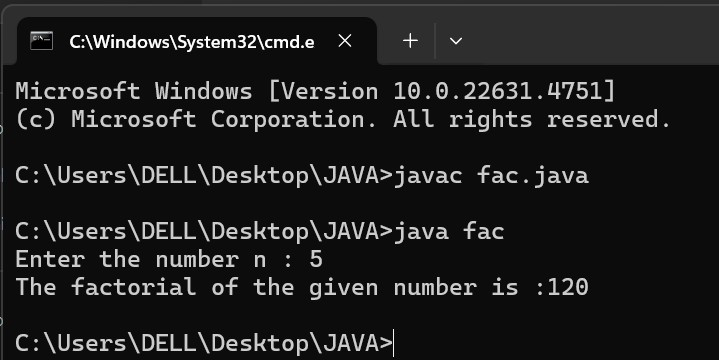 C:\Windows\System32\cmd.e
Microsoft Windows [Version 10.0.22631.4751]
(c) Microsoft Corporation. All rights reserved.
C:\Users\DELL\Desktop\JAVA>javac fac.java
C:\Users\DELL\Desktop\JAVA>java fac
Enter the number n : 5
The factorial of the given number is :120
C:\Users\DELL\Desktop\JAVA>